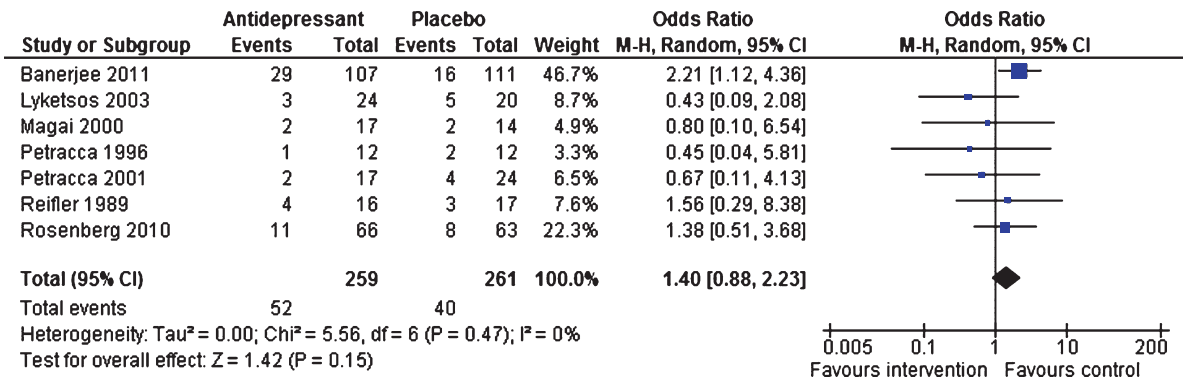 Antidepressant Placebo Odds Ratio Odds Ratio
Study or Subgroup Events Total Events Total Weight M-H, Random, 95% CI M-H, Random, 95% CI
Banerjee 2011 29 107 16 111 46.7% 2.21 [1.12, 4.36]
Lyketsos 2003 3 24 5 20 8.7% 0.43 [0.09, 2.08]
Magai 2000 2 17 2 14 4.9% 0.80 [0.10, 6.54]
Petracca 1996 1 12 2 12 3.3% 0.45 [0.04, 5.81]
Petracca 2001 2 17 4 24 6.5% 0.67 [0.11, 4.13]
Reifler 1989 4 16 3 17 7.6% 1.56 [0.29, 8.38]
Rosenberg 2010 11 66 8 63 22.3% 1.38 [0.51, 3.68]
Total (95% CI) 259 261 100.0% 1.40 [0.88, 2.23]
Total events 52 40
Heterogeneity: Tau² = 0.00; Chi² = 5.56, df = 6 (P = 0.47); I² = 0%
Test for overall effect: Z = 1.42 (P = 0.15)
0.005 0.1 1 10 200
Favours intervention Favours control